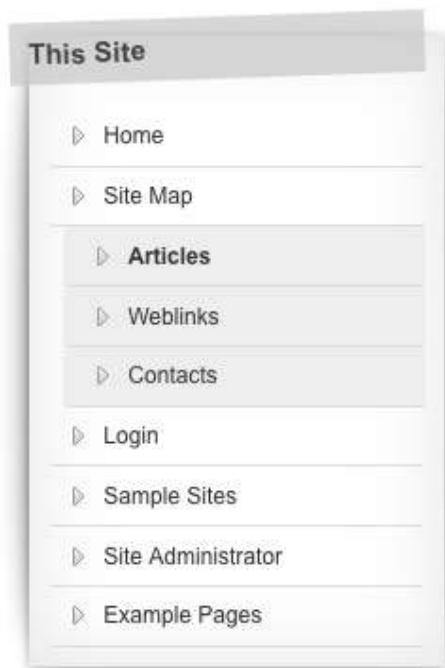 This Site
Home
Site Map
Articles
Weblinks
Contacts
Login
Sample Sites
Site Administrator
Example Pages